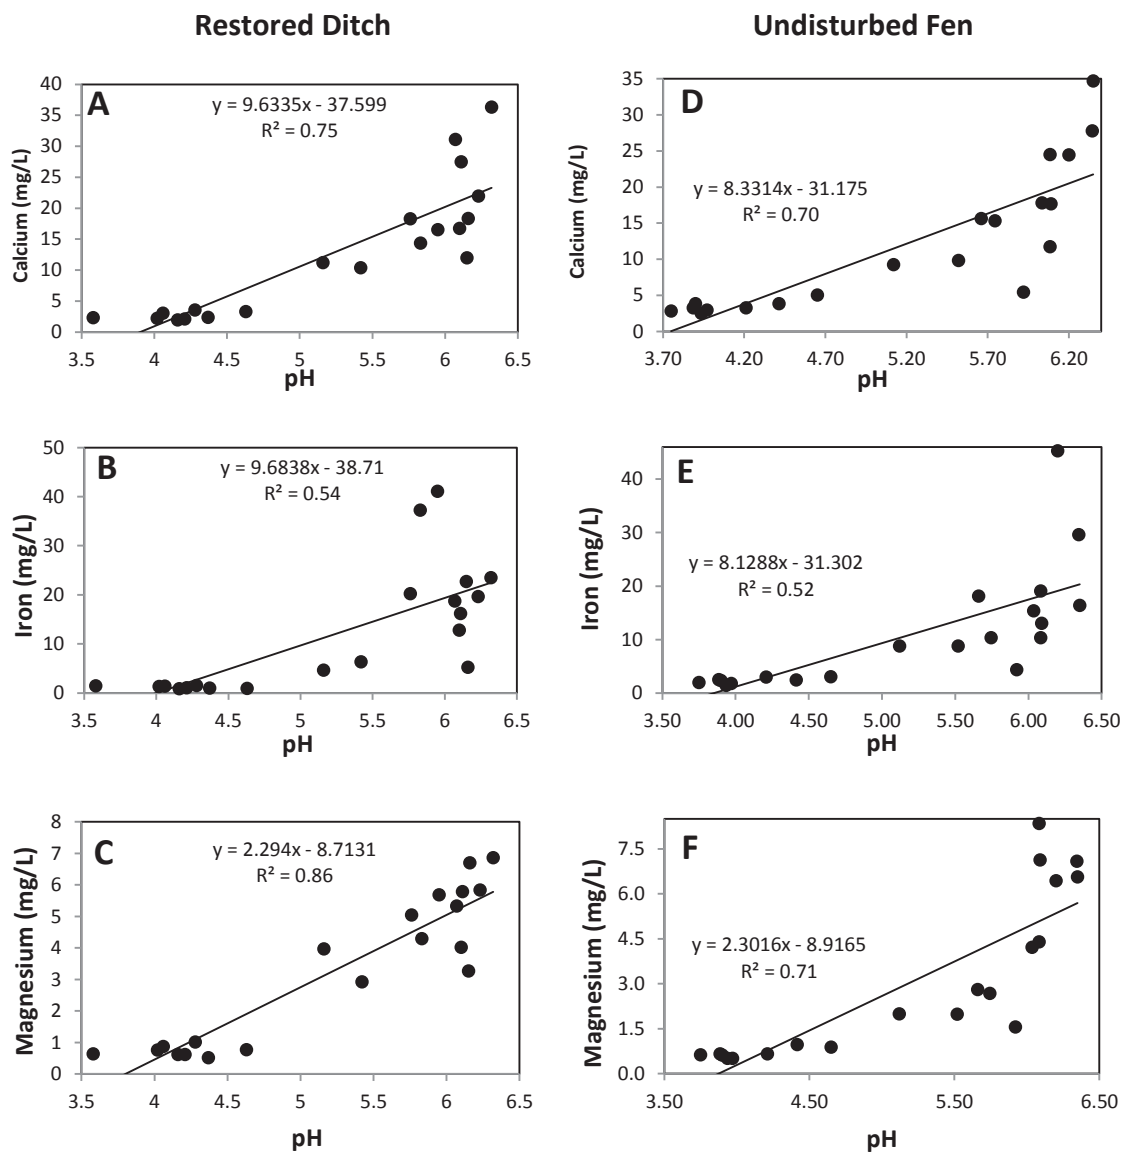 Restored Ditch
Undisturbed Fen
A
y = 9.6335x - 37.599
R² = 0.75
Calcium (mg/L)
40
35
30
25
20
15
10
5
0
3.5 4 4.5 5 5.5 6 6.5
pH
D
y = 8.3314x - 31.175
R² = 0.70
Calcium (mg/L)
35
30
25
20
15
10
5
0
3.70 4.20 4.70 5.20 5.70 6.20
pH
B
y = 9.6838x - 38.71
R² = 0.54
Iron (mg/L)
50
40
30
20
10
0
3.5 4 4.5 5 5.5 6 6.5
pH
E
y = 8.1288x - 31.302
R² = 0.52
Iron (mg/L)
40
30
20
10
0
3.50 4.00 4.50 5.00 5.50 6.00 6.50
pH
C
y = 2.294x - 8.7131
R² = 0.86
Magnesium (mg/L)
8
7
6
5
4
3
2
1
0
3.5 4 4.5 5 5.5 6 6.5
pH
F
y = 2.3016x - 8.9165
R² = 0.71
Magnesium (mg/L)
7.5
6.0
4.5
3.0
1.5
0.0
3.50 4.50 5.50 6.50
pH